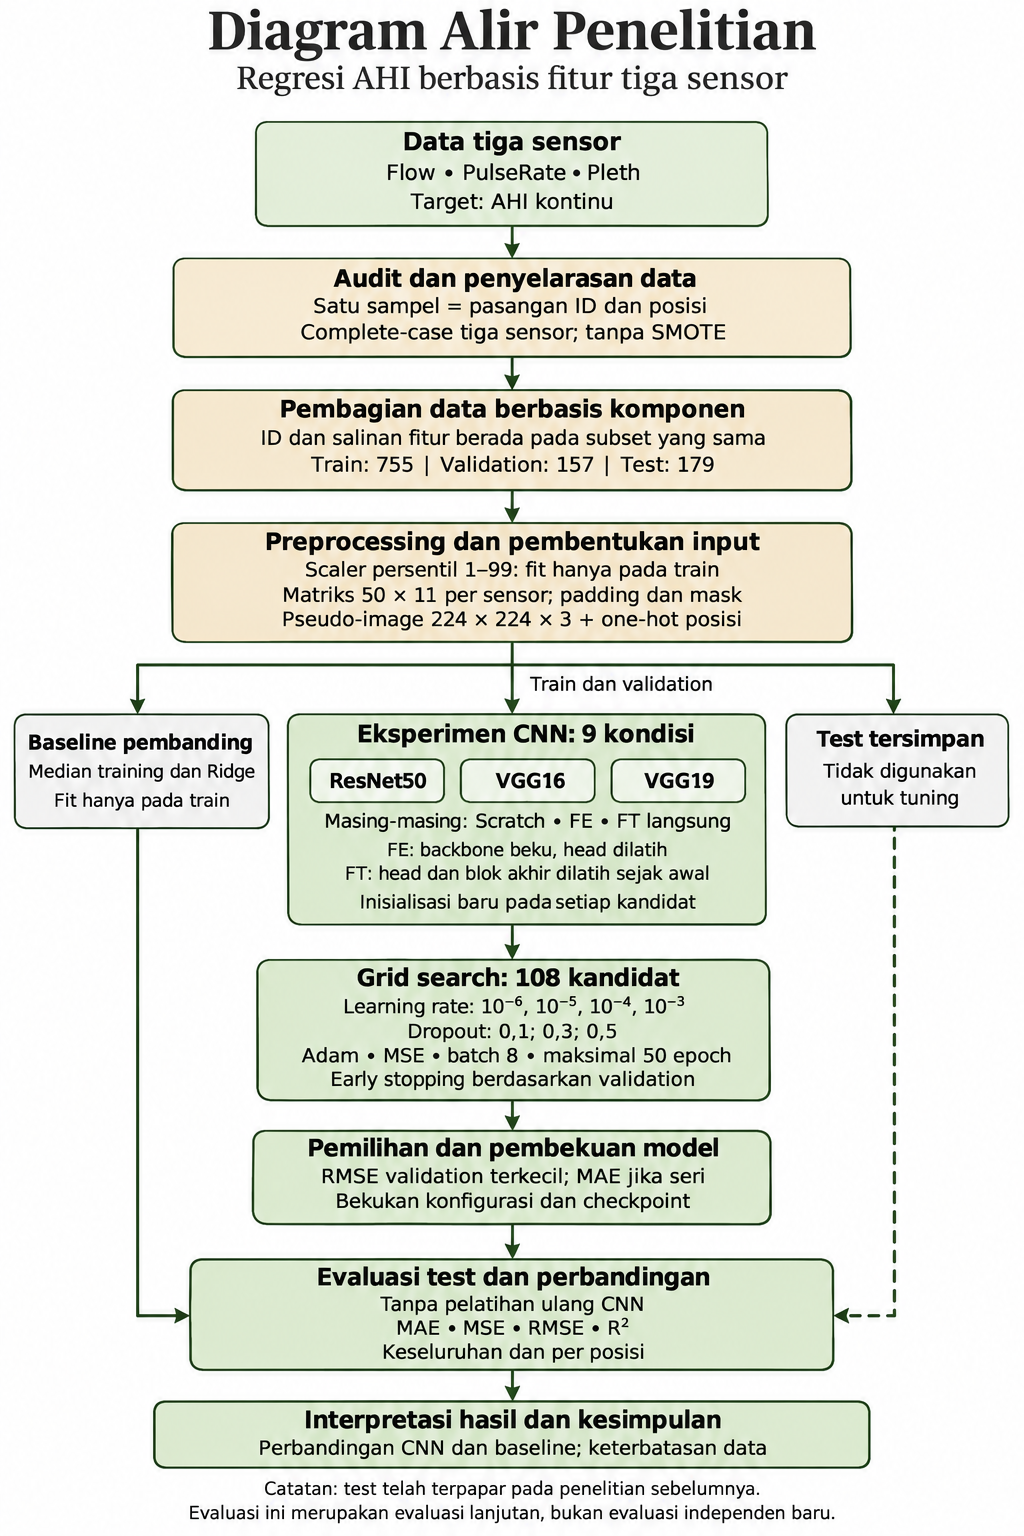 Diagram Alir Penelitian
Regresi AHI berbasis fitur tiga sensor
Data tiga sensor
Flow • PulseRate • Pleth
Target: AHI kontinu
Audit dan penyelarasan data
Satu sampel = pasangan ID dan posisi
Complete-case tiga sensor; tanpa SMOTE
Pembagian data berbasis komponen
ID dan salinan fitur berada pada subset yang sama
Train: 755 | Validation: 157 | Test: 179
Preprocessing dan pembentukan input
Scaler persentil 1–99: fit hanya pada train
Matriks 50 × 11 per sensor; padding dan mask
Pseudo-image 224 × 224 × 3 + one-hot posisi
Train dan validation
Baseline pembanding
Median training dan Ridge
Fit hanya pada train
Eksperimen CNN: 9 kondisi
ResNet50
VGG16
VGG19
Masing-masing: Scratch • FE • FT langsung
FE: backbone beku, head dilatih
FT: head dan blok akhir dilatih sejak awal
Inisialisasi baru pada setiap kandidat
Test tersimpan
Tidak digunakan
untuk tuning
Grid search: 108 kandidat
Learning rate: 10⁻⁶, 10⁻⁵, 10⁻⁴, 10⁻³
Dropout: 0,1; 0,3; 0,5
Adam • MSE • batch 8 • maksimal 50 epoch
Early stopping berdasarkan validation
Pemilihan dan pembekuan model
RMSE validation terkecil; MAE jika seri
Bekukan konfigurasi dan checkpoint
Evaluasi test dan perbandingan
Tanpa pelatihan ulang CNN
MAE • MSE • RMSE • R²
Keseluruhan dan per posisi
Interpretasi hasil dan kesimpulan
Perbandingan CNN dan baseline; keterbatasan data
Catatan: test telah terpapar pada penelitian sebelumnya.
Evaluasi ini merupakan evaluasi lanjutan, bukan evaluasi independen baru.